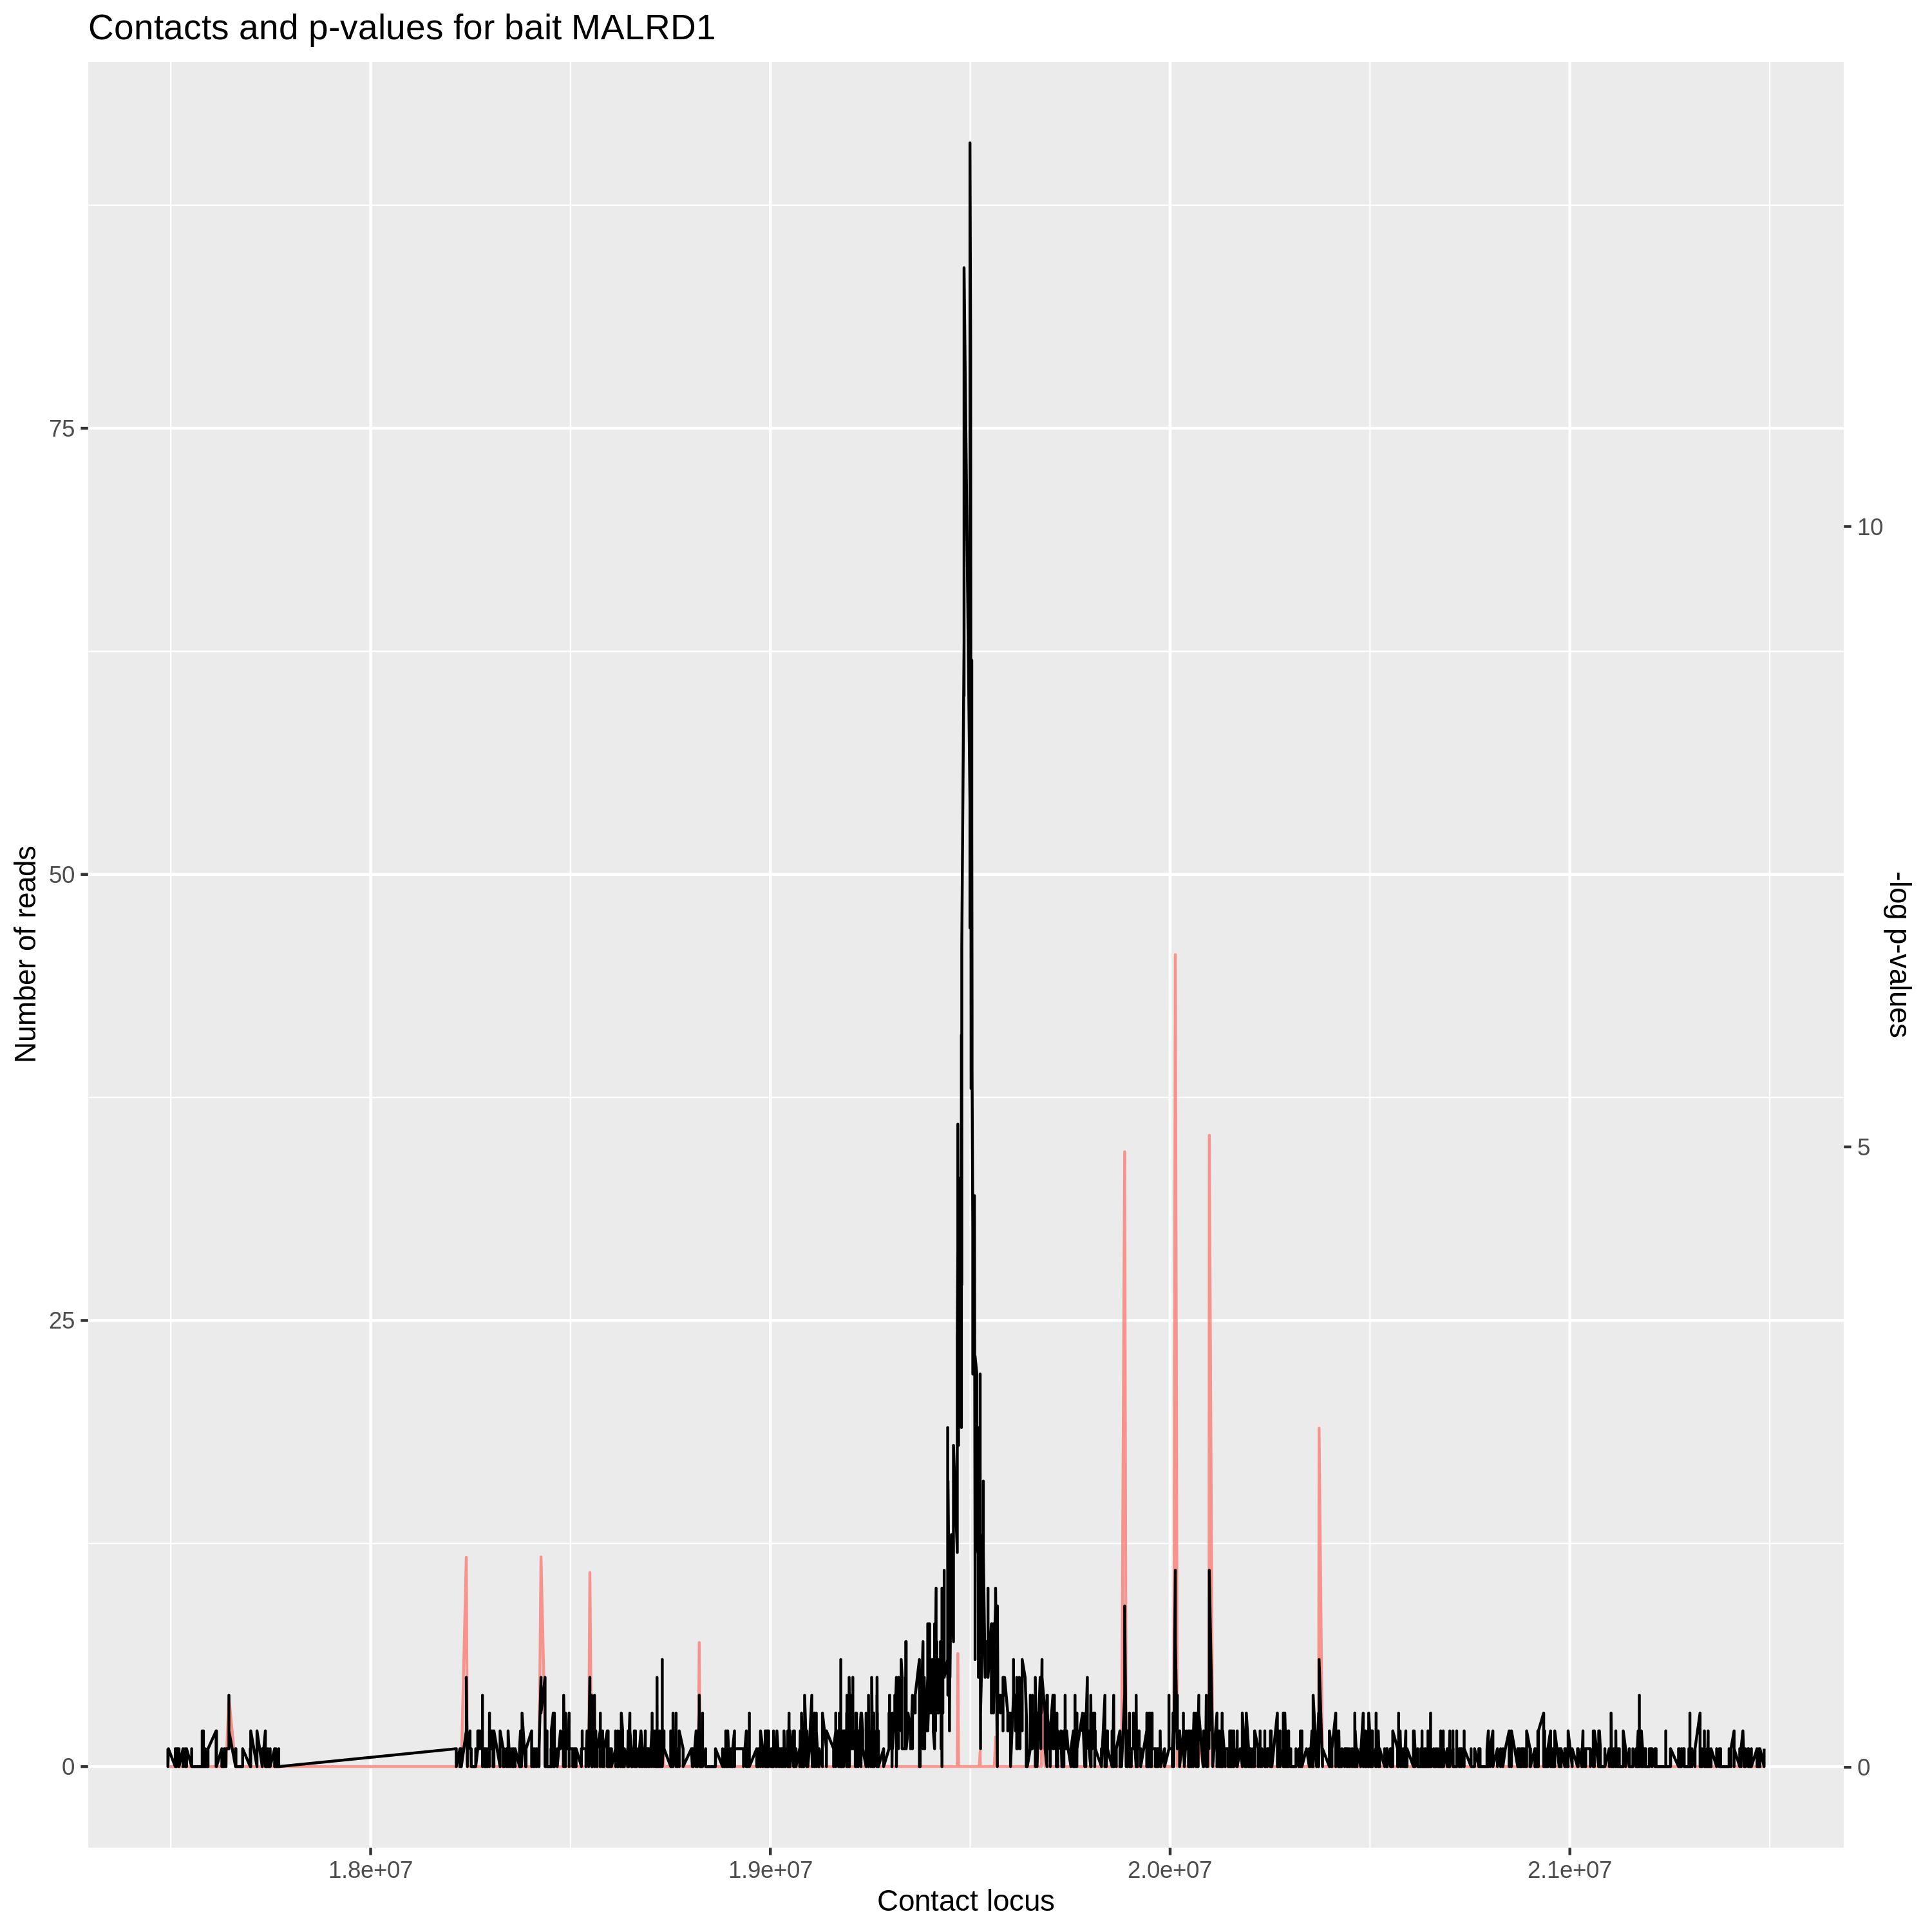 Contacts and p-values for bait MALRD1
75
50
25
0
Number of reads
10
5
0
-log p-values
1.8e+07
1.9e+07
2.0e+07
2.1e+07
Contact locus